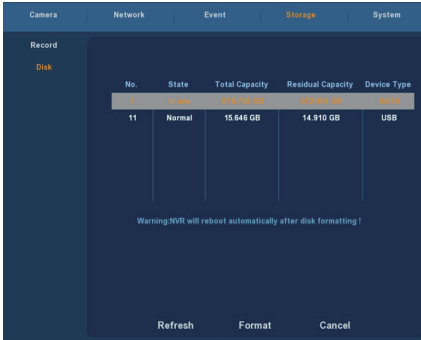 Camera Network Event Storage System
Record
Disk
No. State Total Capacity Residual Capacity Device Type
11 Normal 15.646 GB 14.910 GB USB
Warning:NVR will reboot automatically after disk formatting !
Refresh Format Cancel